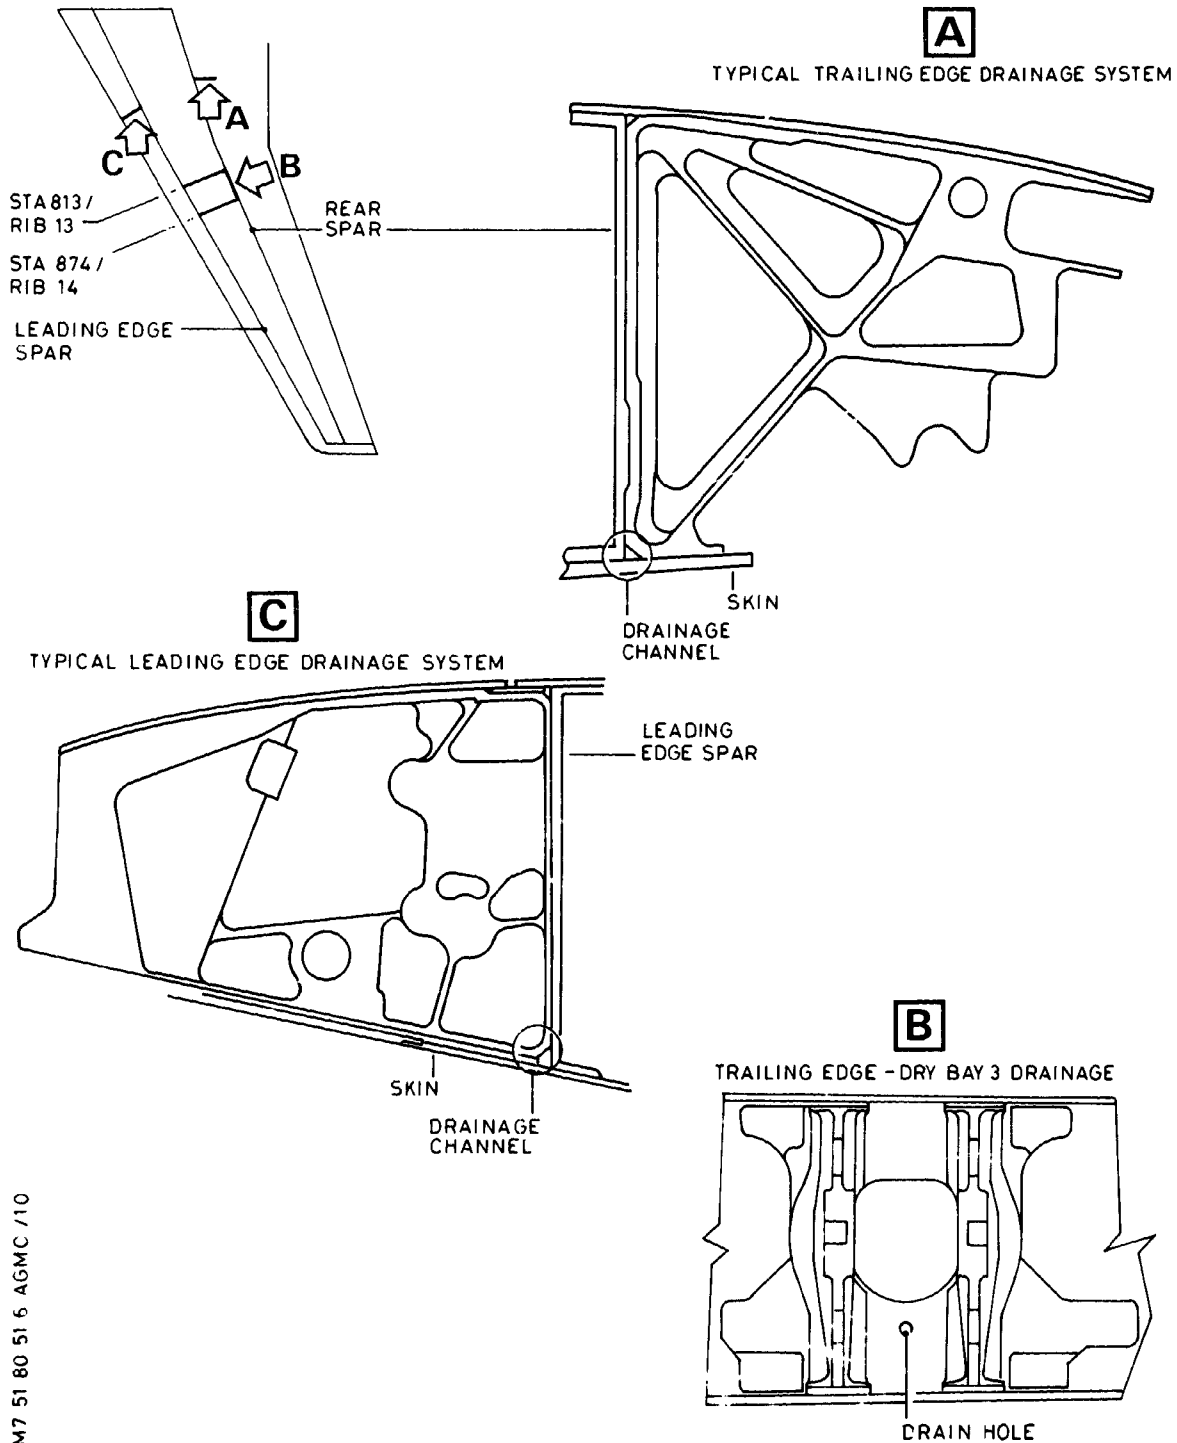 A
TYPICAL TRAILING EDGE DRAINAGE SYSTEM
A
C
B
STA 813/
RIB 13
STA 874/
RIB 14
REAR
SPAR
LEADING EDGE
SPAR
SKIN
DRAINAGE
CHANNEL
C
TYPICAL LEADING EDGE DRAINAGE SYSTEM
LEADING
EDGE SPAR
SKIN
DRAINAGE
CHANNEL
B
TRAILING EDGE - DRY BAY 3 DRAINAGE
DRAIN HOLE
M7 51 80 51 6 AGMC /10